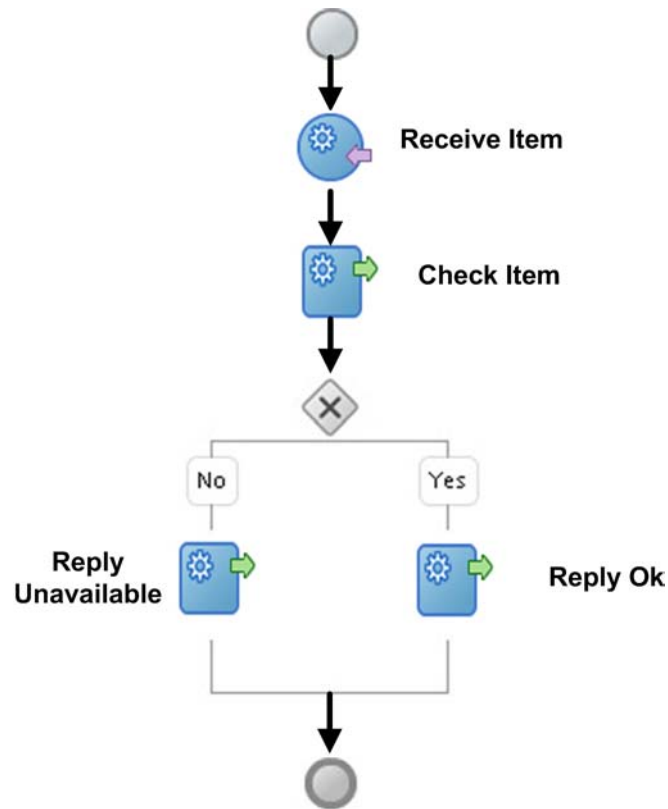 Receive Item
Check Item
No
Yes
Reply
Unavailable
Reply Ok